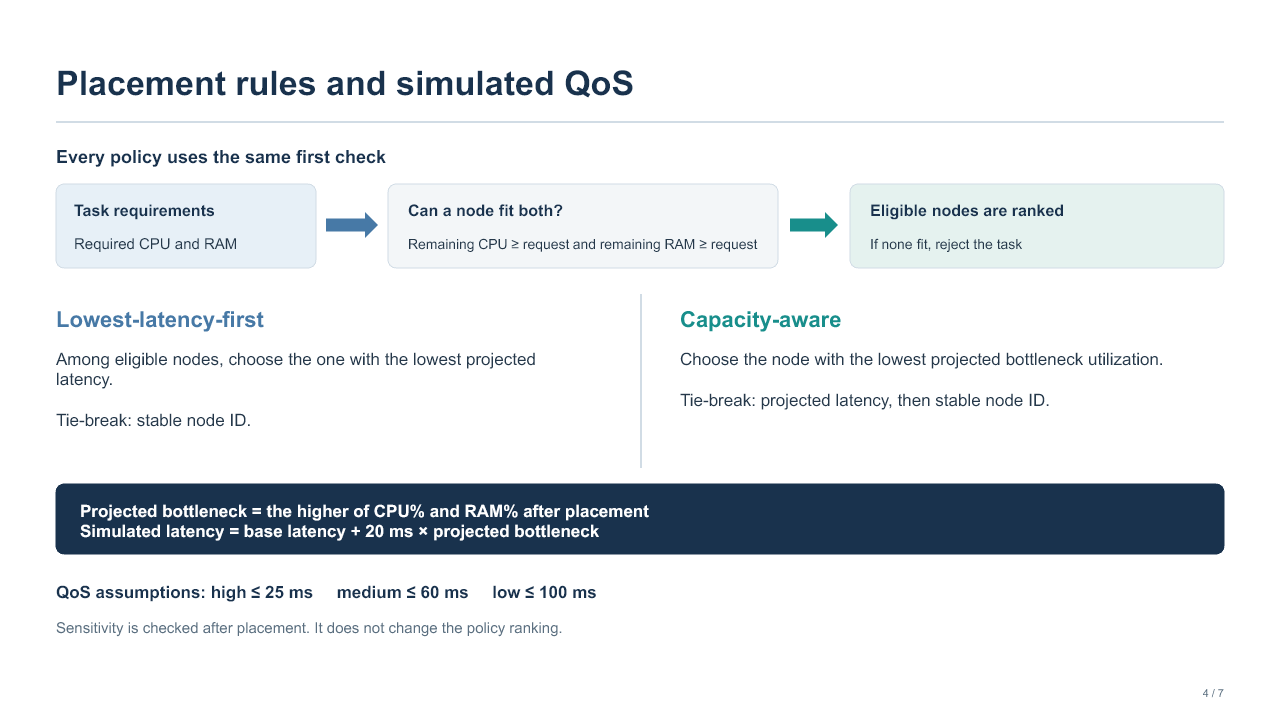 Placement rules and simulated QoS
Every policy uses the same first check
Task requirements
Required CPU and RAM
Can a node fit both?
Remaining CPU ≥ request and remaining RAM ≥ request
Eligible nodes are ranked
If none fit, reject the task
Lowest-latency-first
Among eligible nodes, choose the one with the lowest projected
latency.
Tie-break: stable node ID.
Capacity-aware
Choose the node with the lowest projected bottleneck utilization.
Tie-break: projected latency, then stable node ID.
Projected bottleneck = the higher of CPU% and RAM% after placement
Simulated latency = base latency + 20 ms × projected bottleneck
QoS assumptions: high ≤ 25 ms medium ≤ 60 ms low ≤ 100 ms
Sensitivity is checked after placement. It does not change the policy ranking.
4 / 7